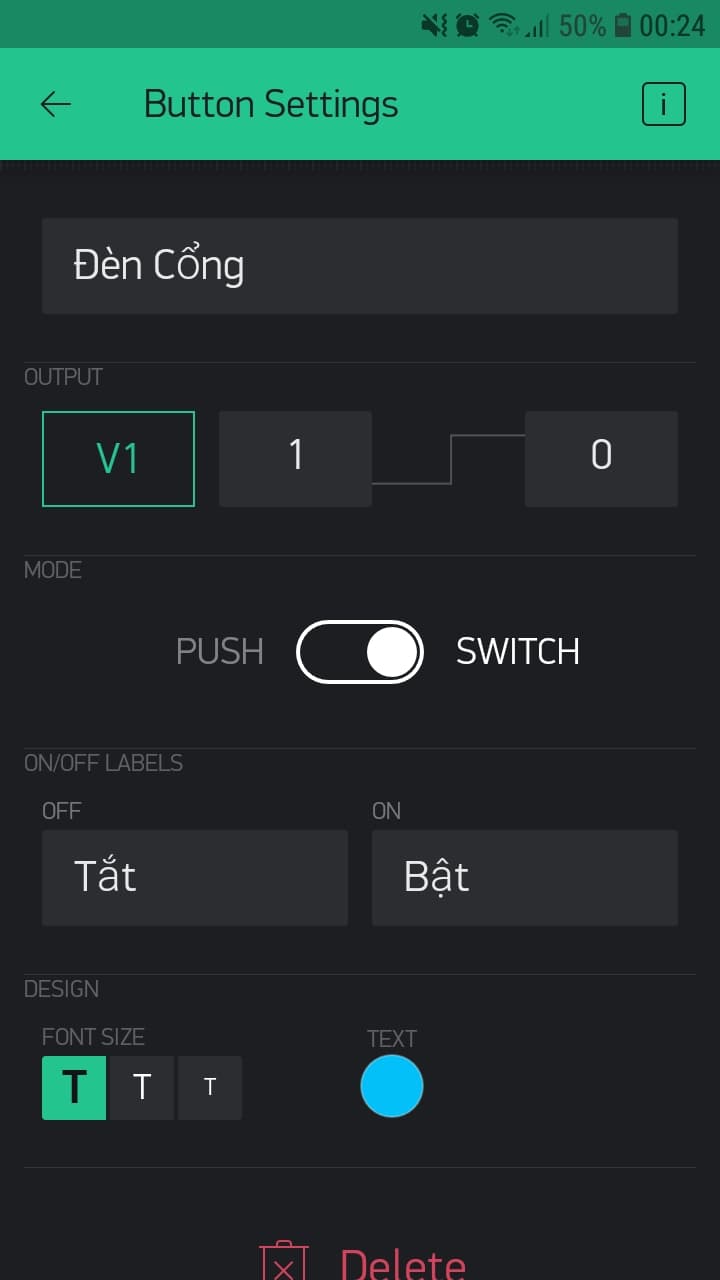 50% 00:24
Button Settings i
Đèn Cổng
OUTPUT
V1 1 0
MODE
PUSH SWITCH
ON/OFF LABELS
OFF ON
Tắt Bật
DESIGN
FONT SIZE TEXT
T T T
Delete